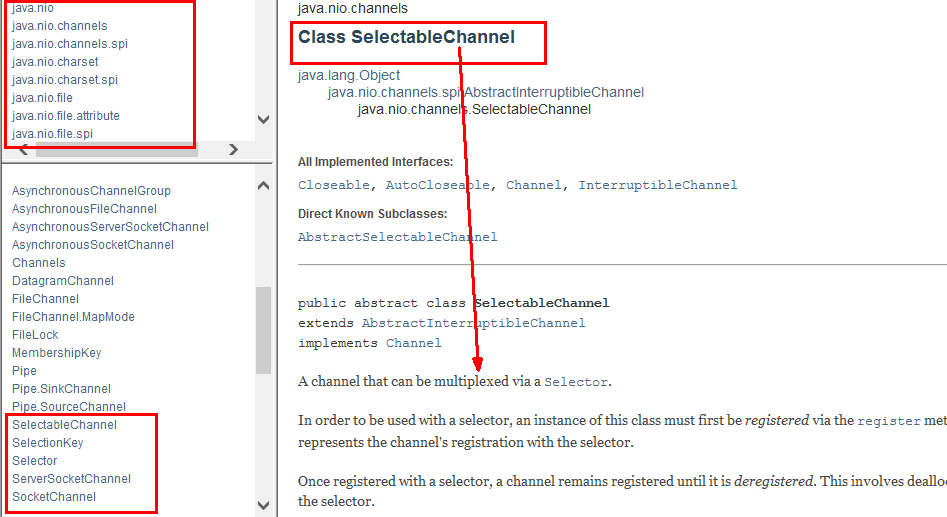 java.nio
java.nio.channels
java.nio.channels.spi
java.nio.charset
java.nio.charset.spi
java.nio.file
java.nio.file.attribute
java.nio.file.spi
AsynchronousChannelGroup
AsynchronousFileChannel
AsynchronousServerSocketChannel
AsynchronousSocketChannel
Channels
DatagramChannel
FileChannel
FileChannel.MapMode
FileLock
MembershipKey
Pipe
Pipe.SinkChannel
Pipe.SourceChannel
SelectableChannel
SelectionKey
Selector
ServerSocketChannel
SocketChannel
java.nio.channels
Class SelectableChannel
java.lang.Object
java.nio.channels.spi.AbstractInterruptibleChannel
java.nio.channels.SelectableChannel
All Implemented Interfaces:
Closeable, AutoCloseable, Channel, InterruptibleChannel
Direct Known Subclasses:
AbstractSelectableChannel
public abstract class SelectableChannel
extends AbstractInterruptibleChannel
implements Channel
A channel that can be multiplexed via a Selector.
In order to be used with a selector, an instance of this class must first be registered via the register met
represents the channel's registration with the selector.
Once registered with a selector, a channel remains registered until it is deregistered. This involves deallo
the selector.